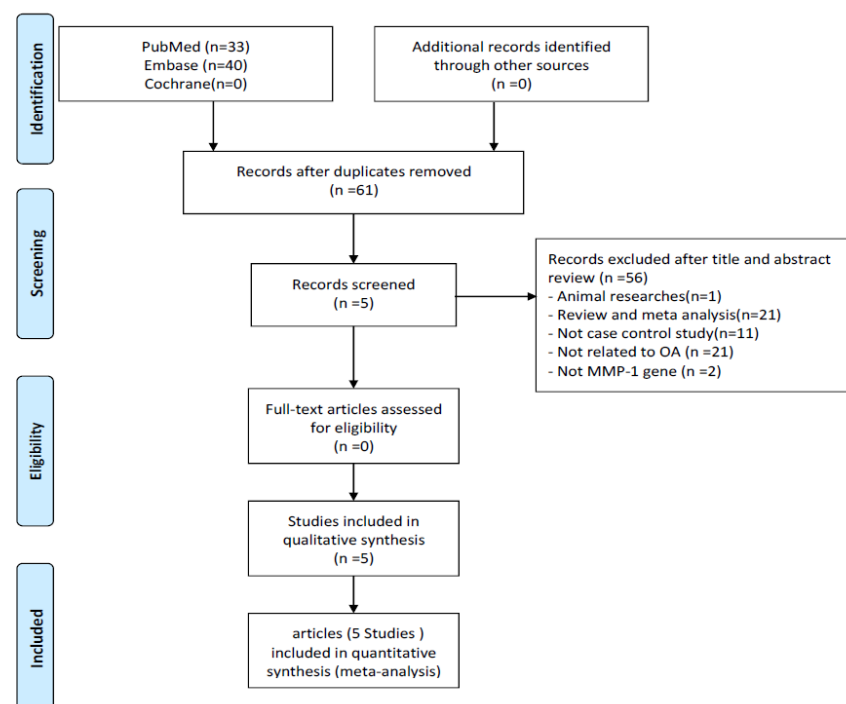 Identification
PubMed (n=33)
Embase (n=40)
Cochrane(n=0)
Additional records identified
through other sources
(n =0)
Records after duplicates removed
(n =61)
Screening
Records screened
(n =5)
Records excluded after title and abstract
review (n =56)
- Animal researches(n=1)
- Review and meta analysis(n=21)
- Not case control study(n=11)
- Not related to OA (n =21)
- Not MMP-1 gene (n =2)
Eligibility
Full-text articles assessed
for eligibility
(n =0)
Studies included in
qualitative synthesis
(n =5)
Included
articles (5 Studies )
included in quantitative
synthesis (meta-analysis)